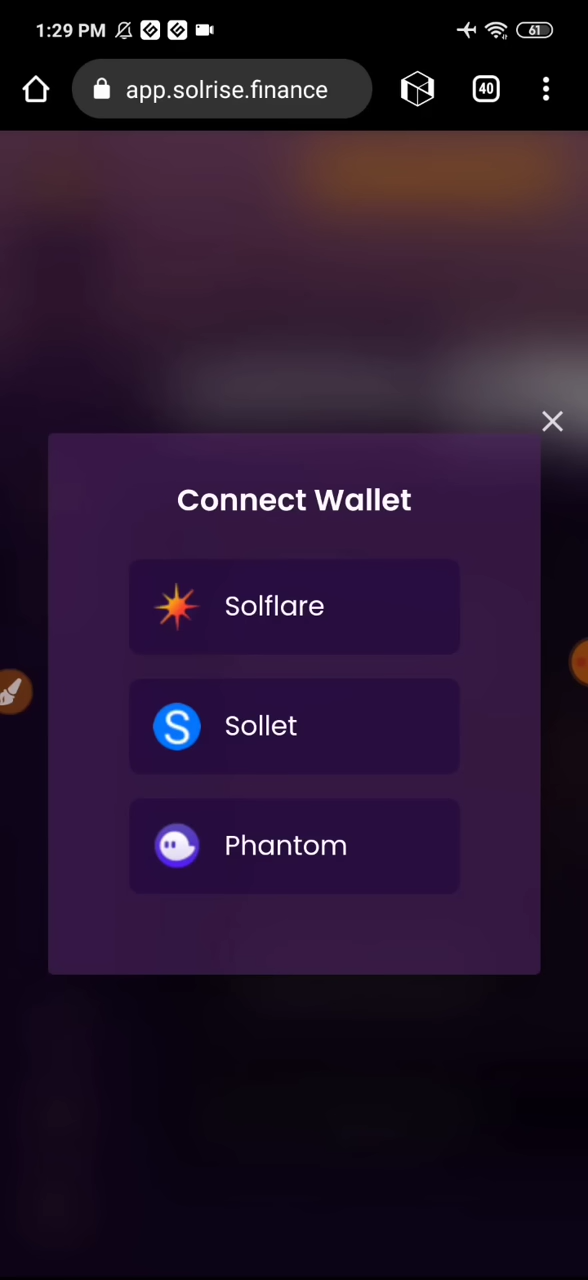 1:29 PM 61
app.solrise.finance 40
Connect Wallet
Solflare
S Sollet
Phantom